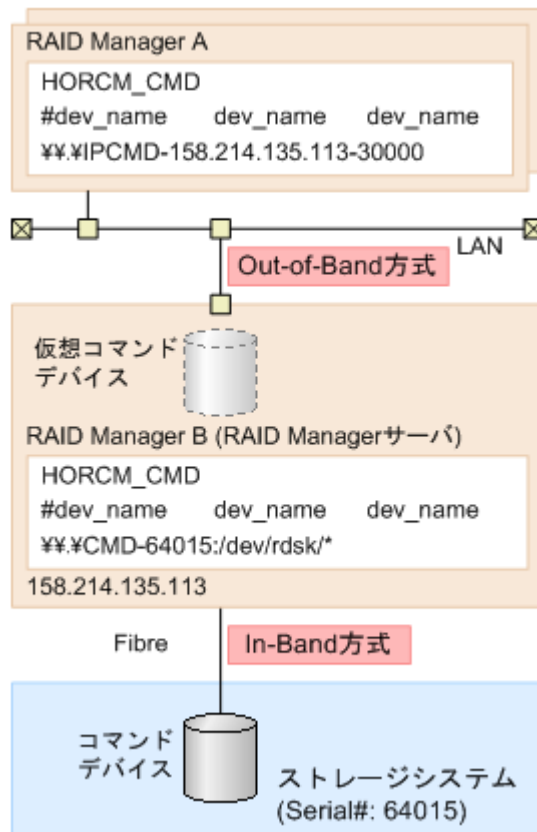 RAID Manager A
HORCM_CMD
#dev_name dev_name dev_name
¥¥.¥IPCMD-158.214.135.113-30000
LAN
Out-of-Band方式
仮想コマンド
デバイス
RAID Manager B (RAID Managerサーバ)
HORCM_CMD
#dev_name dev_name dev_name
¥¥.¥CMD-64015:/dev/rdsk/*
158.214.135.113
Fibre
In-Band方式
コマンド
デバイス
ストレージシステム
(Serial#: 64015)